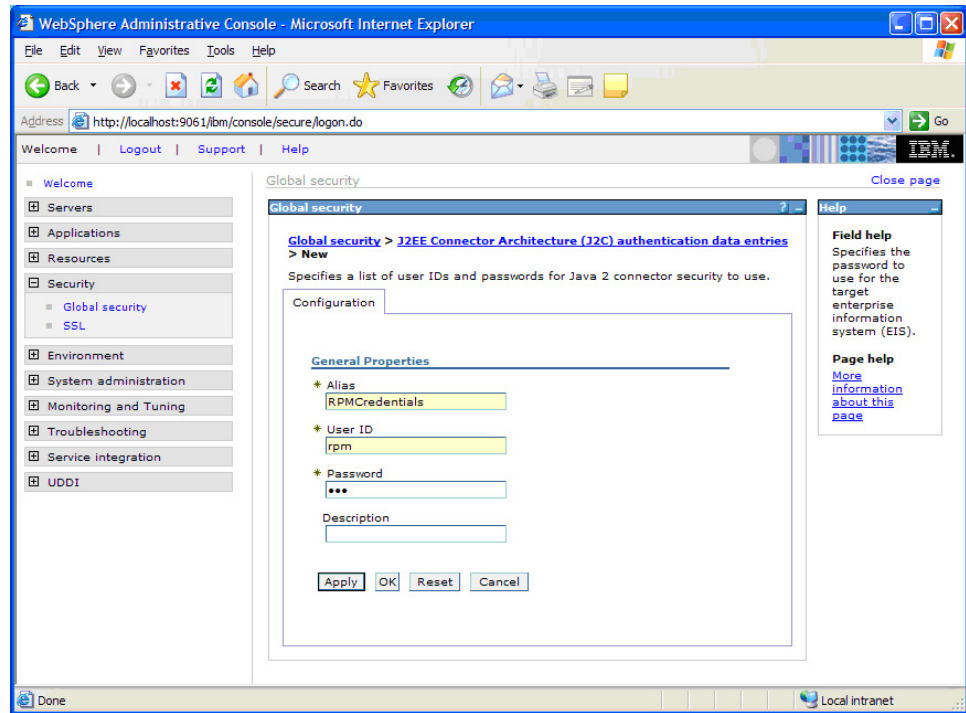 WebSphere Administrative Console - Microsoft Internet Explorer
File Edit View Favorites Tools Help
Back Search Favorites
Address http://localhost:9061/ibm/console/secure/logon.do Go
Welcome | Logout | Support | Help IBM.
Welcome
Servers
Applications
Resources
Security
Global security
SSL
Environment
System administration
Monitoring and Tuning
Troubleshooting
Service integration
UDDI
Global security Close page
Global security ? -
Global security > J2EE Connector Architecture (J2C) authentication data entries
> New
Specifies a list of user IDs and passwords for Java 2 connector security to use.
Configuration
General Properties
* Alias
RPMCredentials
* User ID
rpm
* Password
•••
Description
Apply OK Reset Cancel
Help -
Field help
Specifies the
password to
use for the
target
enterprise
information
system (EIS).
Page help
More
information
about this
page
Done Local intranet